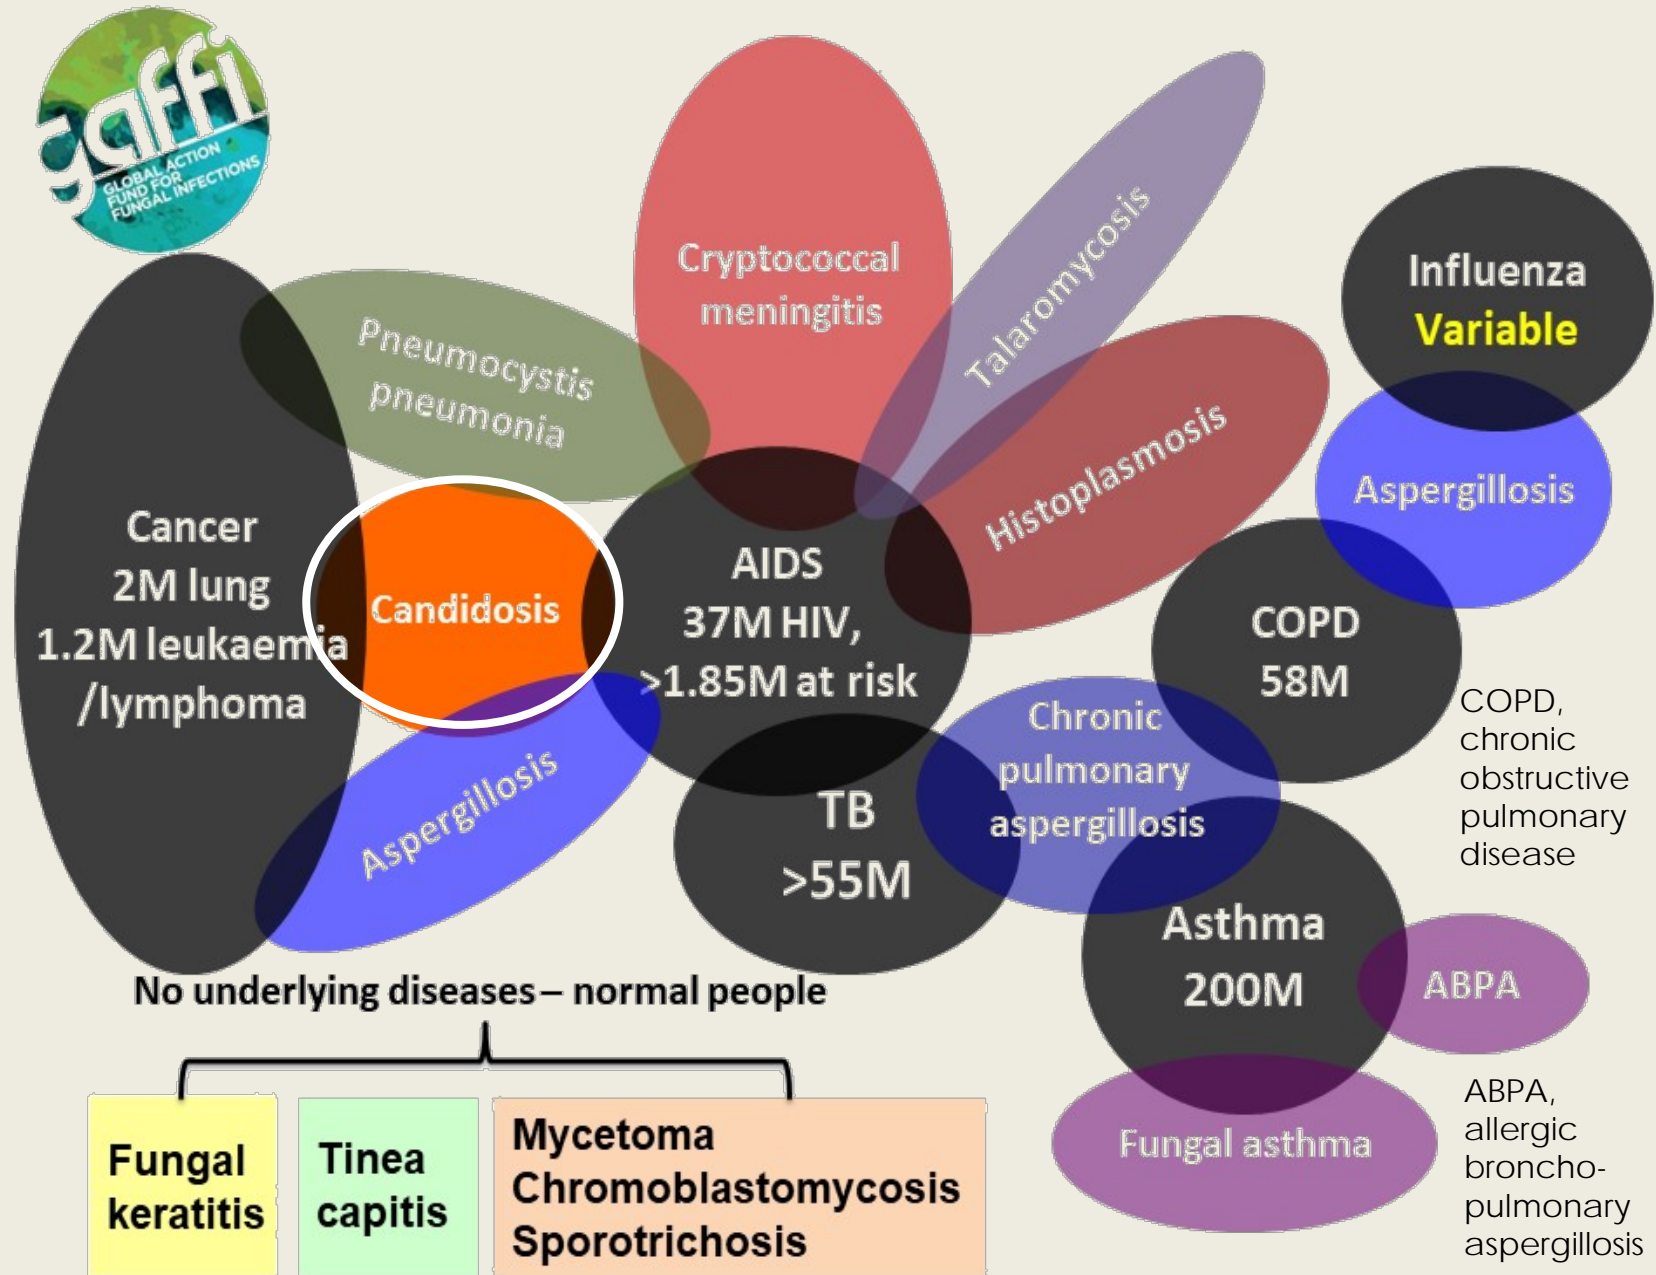 gaffi
GLOBAL ACTION
FUND FOR
FUNGAL INFECTIONS
Cryptococcal
meningitis
Talaromycosis
Influenza
Variable
Pneumocystis
pneumonia
Histoplasmosis
Aspergillosis
Cancer
2M lung
1.2M leukaemia
/lymphoma
Candidosis
AIDS
37M HIV,
>1.85M at risk
COPD
58M
COPD,
chronic
obstructive
pulmonary
disease
Chronic
pulmonary
aspergillosis
Aspergillosis
TB
>55M
Asthma
200M
ABPA
No underlying diseases – normal people
Fungal asthma
ABPA,
allergic
broncho-
pulmonary
aspergillosis
Fungal
keratitis
Tinea
capitis
Mycetoma
Chromoblastomycosis
Sporotrichosis